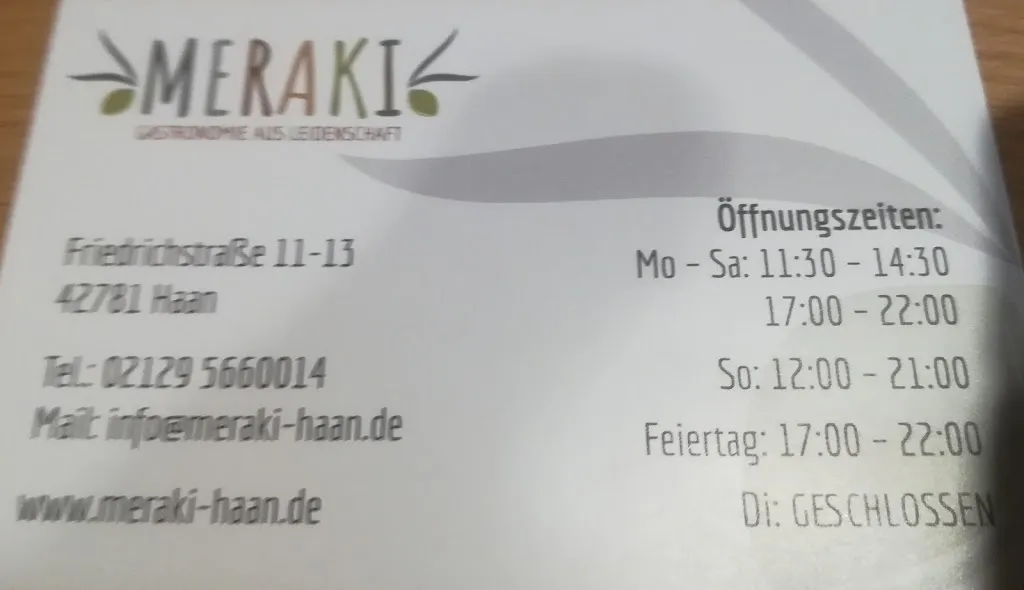 MERAKI
GASTRONOMIE ALS LEIDENSCHAFT
Friedrichstraße 11-13
42781 Haan
Tel.: 02129 5660014
Mail: info@meraki-haan.de
www.meraki-haan.de
Öffnungszeiten:
Mo - Sa: 11:30 - 14:30
17:00 - 22:00
So: 12:00 - 21:00
Feiertag: 17:00 - 22:00
Di: GESCHLOSSEN